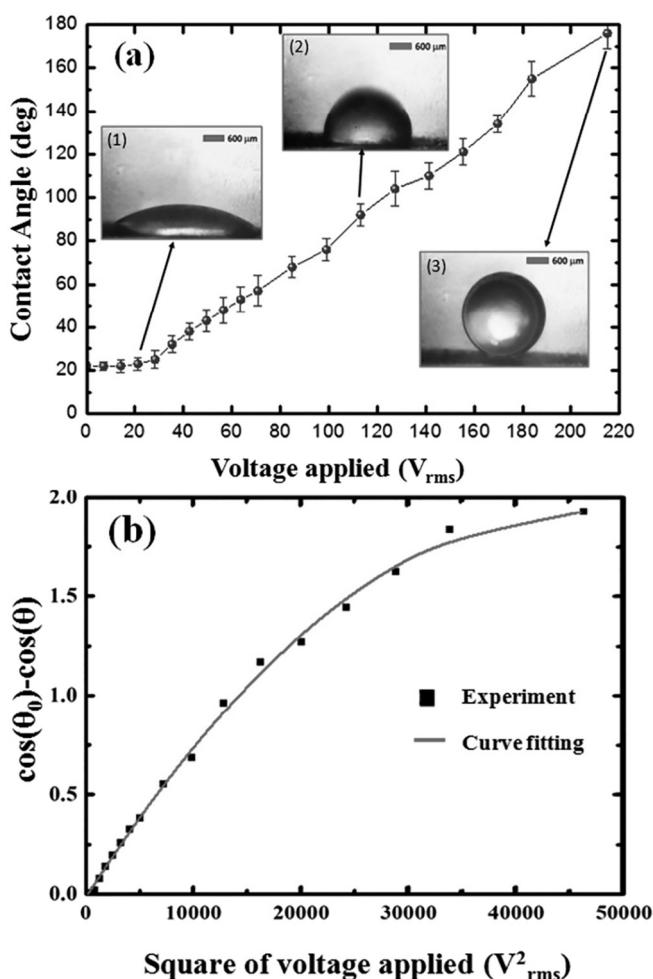 180
160
140
120
100
80
60
40
20
0
Contact Angle (deg)
(a)
(1)
600 μm
(2)
600 μm
(3)
600 μm
0 20 40 60 80 100 120 140 160 180 200 220
Voltage applied (Vrms)
2.0
1.5
1.0
0.5
0.0
cos(θ0)-cos(θ)
(b)
Experiment
Curve fitting
0 10000 20000 30000 40000 50000
Square of voltage applied (V²rms)